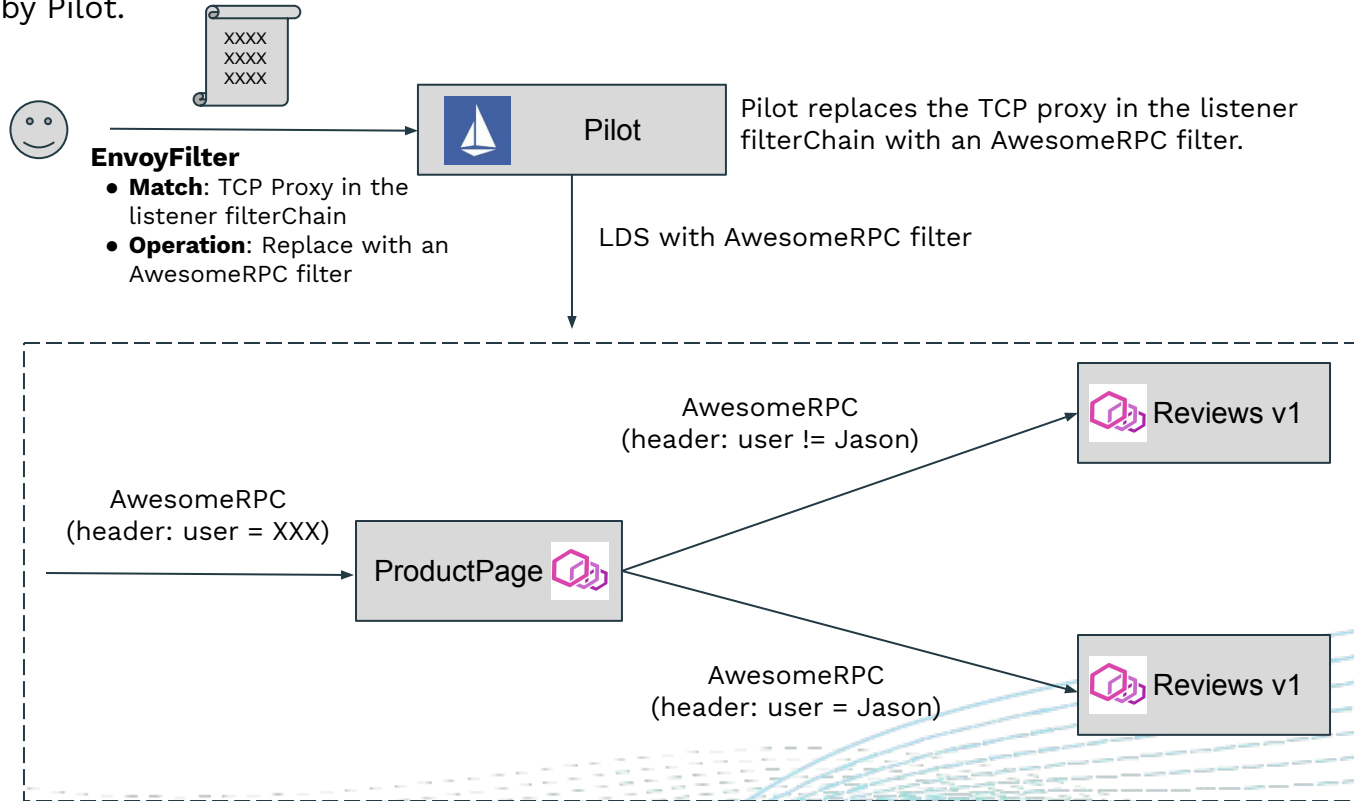 by Pilot.
XXXX
XXXX
XXXX
Pilot
Pilot replaces the TCP proxy in the listener
filterChain with an AwesomeRPC filter.
EnvoyFilter
● Match: TCP Proxy in the
listener filterChain
● Operation: Replace with an
AwesomeRPC filter
LDS with AwesomeRPC filter
AwesomeRPC
(header: user != Jason)
Reviews v1
AwesomeRPC
(header: user = XXX)
ProductPage
AwesomeRPC
(header: user = Jason)
Reviews v1